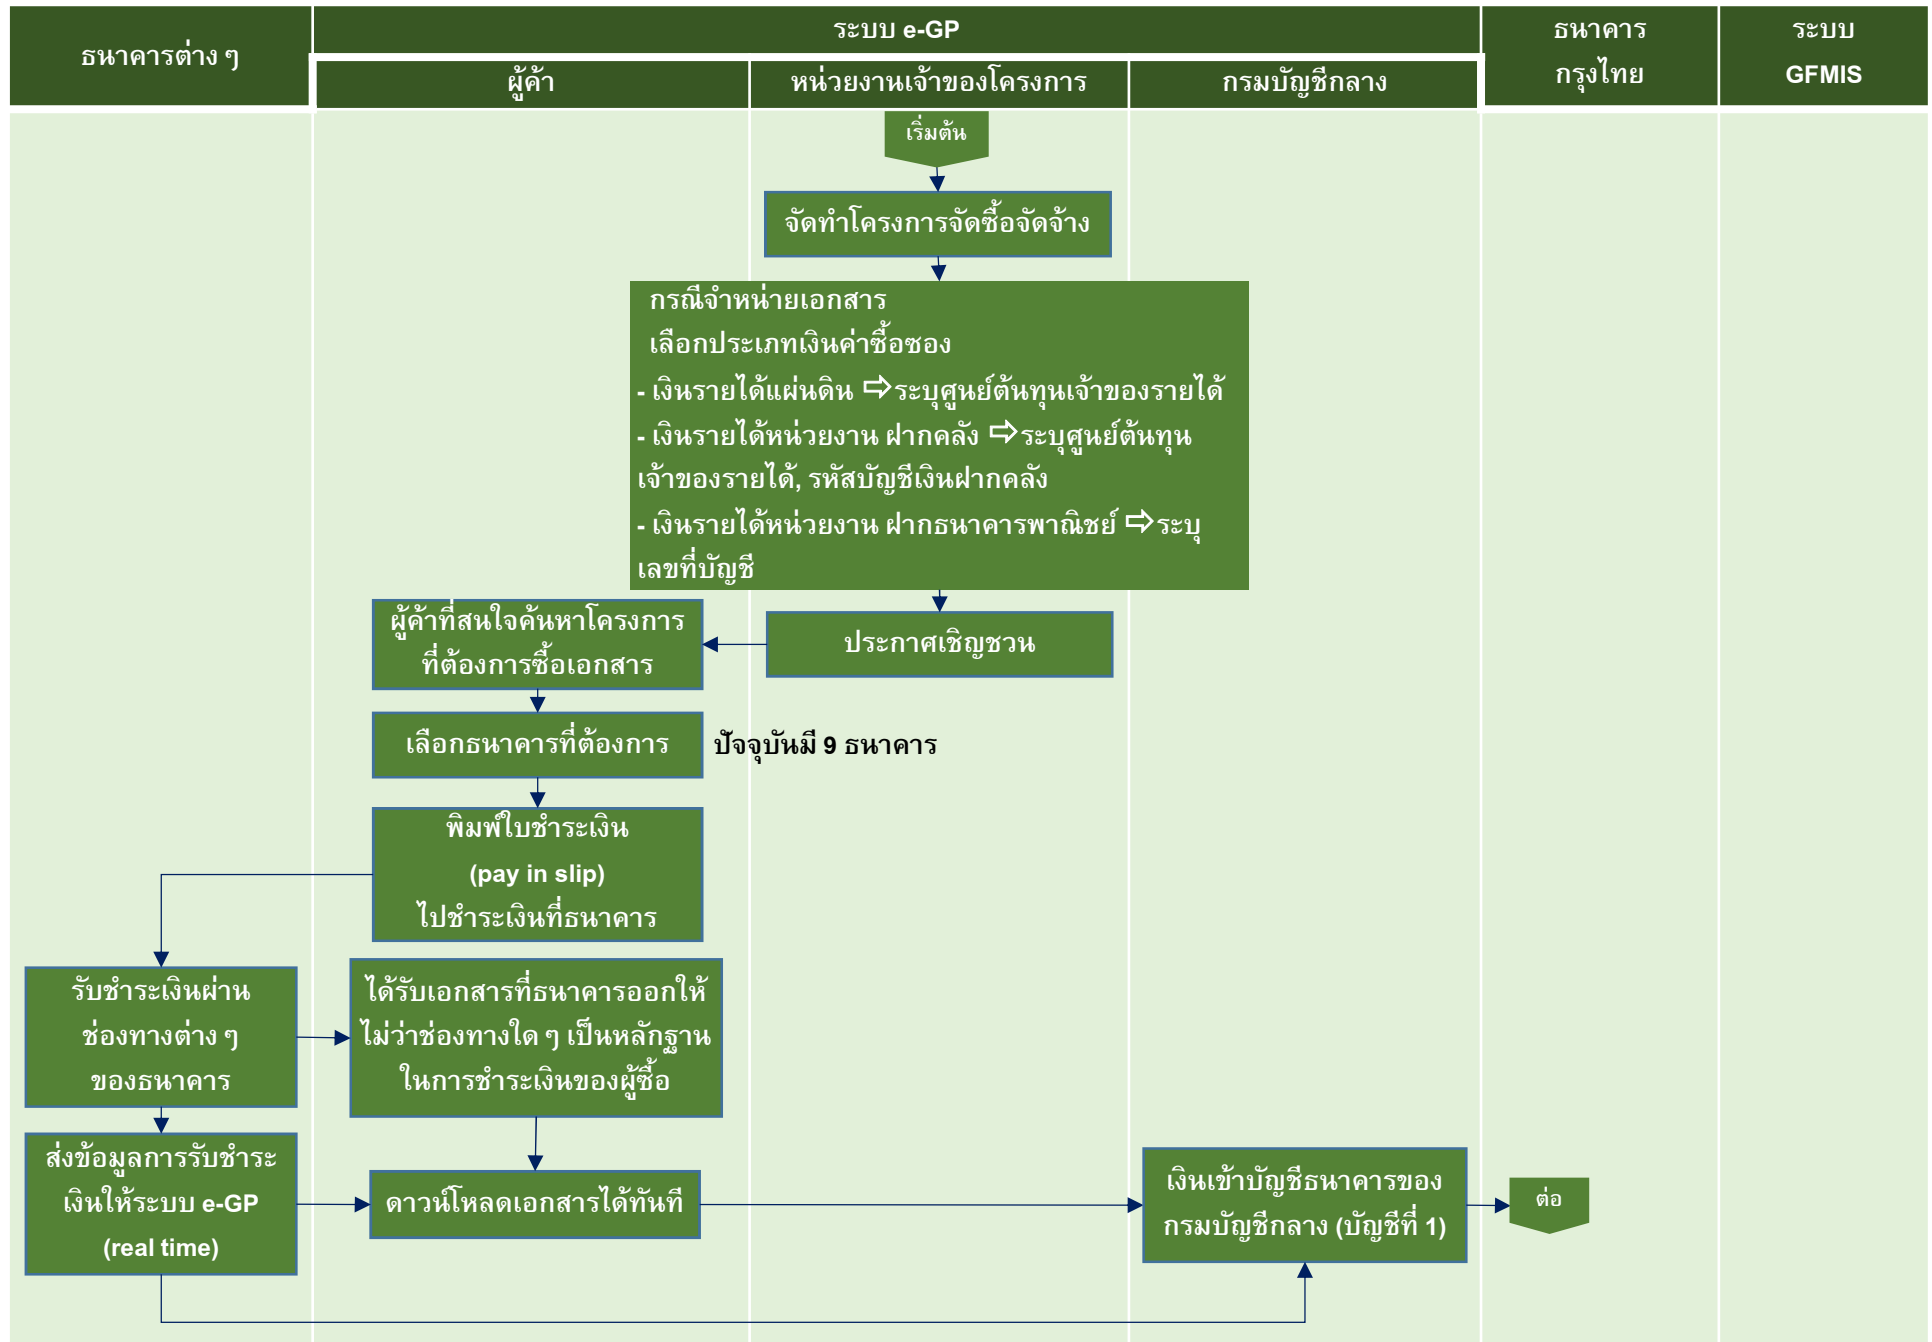 ธนาคารต่าง ๆ
ระบบ e-GP
ธนาคาร
กรุงไทย
ระบบ
GFMIS
ผู้ค้า
หน่วยงานเจ้าของโครงการ
กรมบัญชีกลาง
เริ่มต้น
จัดทำโครงการจัดซื้อจัดจ้าง
กรณีจำหน่ายเอกสาร
เลือกประเภทเงินค่าซื้อซอง
- เงินรายได้แผ่นดิน ⇨ ระบุศูนย์ต้นทุนเจ้าของรายได้
- เงินรายได้หน่วยงาน ฝากคลัง ⇨ ระบุศูนย์ต้นทุน
เจ้าของรายได้, รหัสบัญชีเงินฝากคลัง
- เงินรายได้หน่วยงาน ฝากธนาคารพาณิชย์ ⇨ ระบุ
เลขที่บัญชี
ผู้ค้าที่สนใจค้นหาโครงการ
ที่ต้องการซื้อเอกสาร
ประกาศเชิญชวน
เลือกธนาคารที่ต้องการ
ปัจจุบันมี 9 ธนาคาร
พิมพ์ใบชำระเงิน
(pay in slip)
ไปชำระเงินที่ธนาคาร
รับชำระเงินผ่าน
ช่องทางต่าง ๆ
ของธนาคาร
ได้รับเอกสารที่ธนาคารออกให้
ไม่ว่าช่องทางใด ๆ เป็นหลักฐาน
ในการชำระเงินของผู้ซื้อ
ส่งข้อมูลการรับชำระ
เงินให้ระบบ e-GP
(real time)
ดาวน์โหลดเอกสารได้ทันที
เงินเข้าบัญชีธนาคารของ
กรมบัญชีกลาง (บัญชีที่ 1)
ต่อ